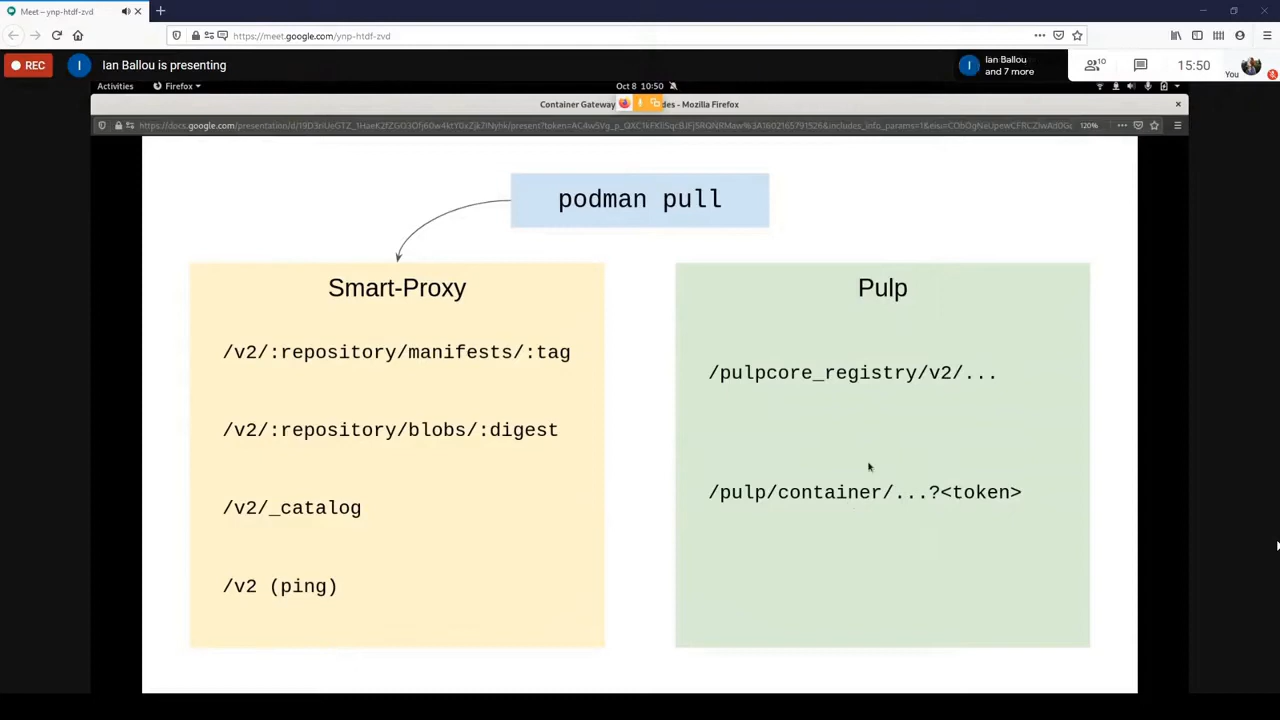 Meet – ynp-htdf-zvd
https://meet.google.com/ynp-htdf-zvd
REC
I
Ian Ballou is presenting
I
Ian Ballou
and 7 more
10
15:50
You
Activities
Firefox
Oct 8 10:50
Container Gateway
des - Mozilla Firefox
120%
podman pull
Smart-Proxy
/v2/:repository/manifests/:tag
/v2/:repository/blobs/:digest
/v2/_catalog
/v2 (ping)
Pulp
/pulpcore_registry/v2/...
/pulp/container/...?<token>